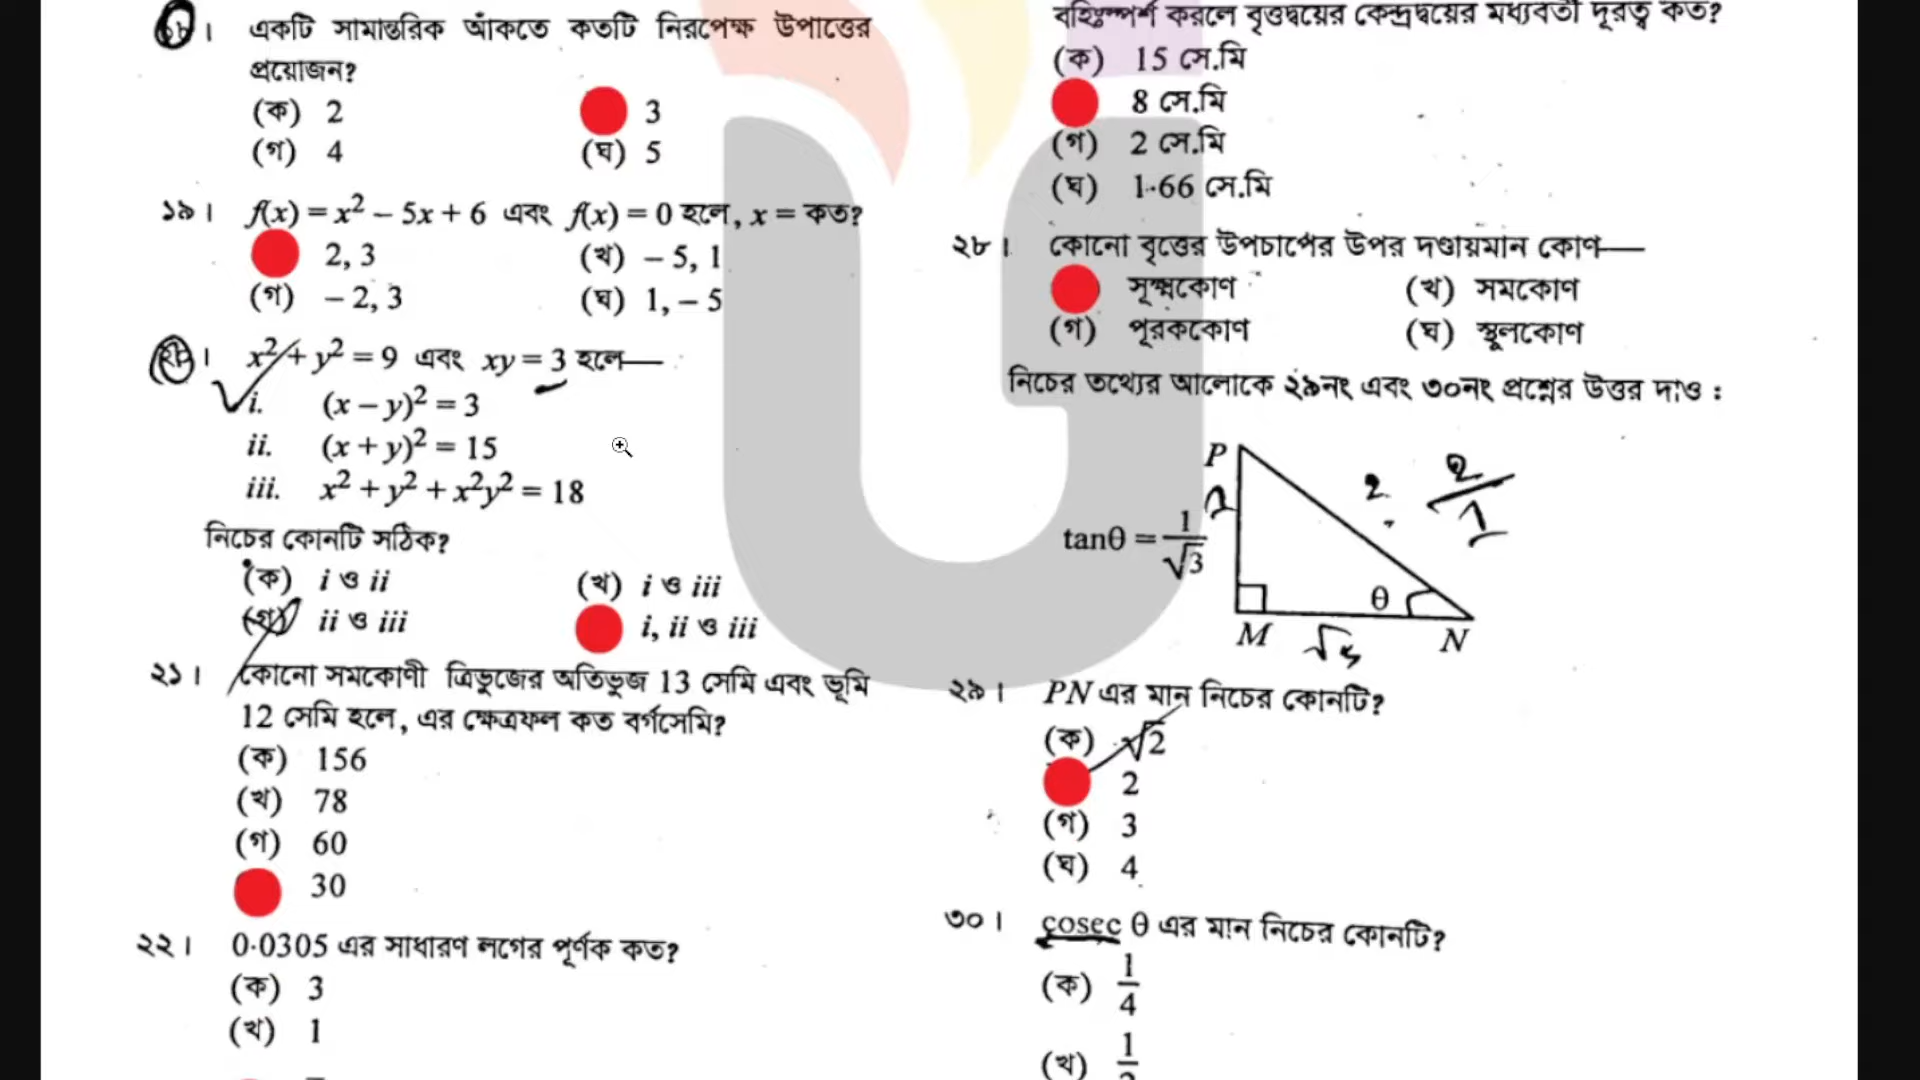 ১৮। একটি সামান্তরিক আঁকতে কতটি নিরপেক্ষ উপাত্তের
প্রয়োজন?
(ক) 2
3
(গ) 4
(ঘ) 5
১৯। f(x) = x² – 5x + 6 এবং f(x) = 0 হলে, x = কত?
2, 3
(খ) – 5, 1
(গ) – 2, 3
(ঘ) 1, – 5
x² + y² = 9 এবং xy = 3 হলে—
i. (x – y)² = 3
ii. (x + y)² = 15
iii. x² + y² + x²y² = 18
নিচের কোনটি সঠিক?
(ক) i ও ii
(খ) i ও iii
(গ) ii ও iii
i, ii ও iii
২১। কোনো সমকোণী ত্রিভুজের অতিভুজ 13 সেমি এবং ভূমি
12 সেমি হলে, এর ক্ষেত্রফল কত বর্গসেমি?
(ক) 156
(খ) 78
(গ) 60
30
২২। 0·0305 এর সাধারণ লগের পূর্ণক কত?
(ক) 3
(খ) 1
বহিঃস্পর্শ করলে বৃত্তদ্বয়ের কেন্দ্রদ্বয়ের মধ্যবর্তী দূরত্ব কত?
(ক) 15 সে.মি
8 সে.মি
(গ) 2 সে.মি
(ঘ) 1·66 সে.মি
২৮। কোনো বৃত্তের উপচাপের উপর দণ্ডায়মান কোণ—
সূক্ষ্মকোণ
(খ) সমকোণ
(গ) পূরককোণ
(ঘ) স্থূলকোণ
নিচের তথ্যের আলোকে ২৯নং এবং ৩০নং প্রশ্নের উত্তর দাও :
P
2
2/1
tanθ = 1/√3
θ
M
N
২৯। PN এর মান নিচের কোনটি?
(ক) √2
2
(গ) 3
(ঘ) 4
৩০। cosec θ এর মান নিচের কোনটি?
(ক) 1/4
(খ) 1/2